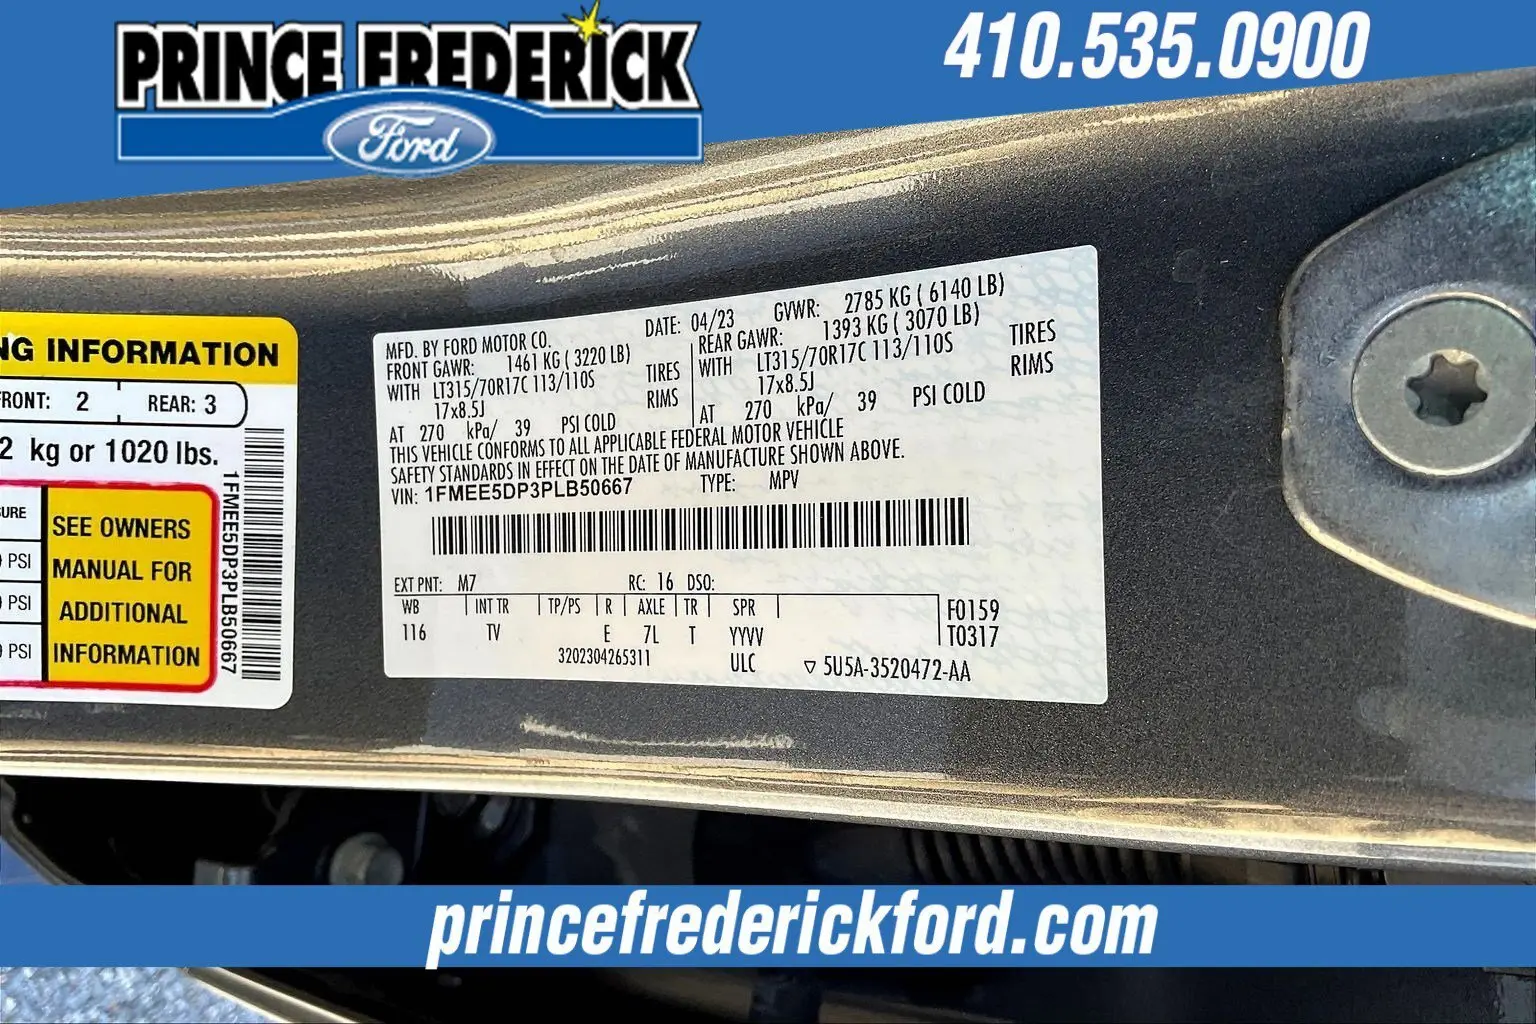 PRINCE FREDERICK
Ford
410.535.0900
NG INFORMATION
FRONT: 2 REAR: 3
2 kg or 1020 lbs.
PSI
PSI
PSI
SEE OWNERS
MANUAL FOR
ADDITIONAL
INFORMATION
1FMEE5DP3PLB50667
MFD. BY FORD MOTOR CO. DATE: 04/23 GVWR: 2785 KG ( 6140 LB)
FRONT GAWR: 1461 KG ( 3220 LB) REAR GAWR: 1393 KG ( 3070 LB)
WITH LT315/70R17C 113/110S TIRES WITH LT315/70R17C 113/110S TIRES
17x8.5J RIMS 17x8.5J RIMS
AT 270 kPa/ 39 PSI COLD AT 270 kPa/ 39 PSI COLD
THIS VEHICLE CONFORMS TO ALL APPLICABLE FEDERAL MOTOR VEHICLE
SAFETY STANDARDS IN EFFECT ON THE DATE OF MANUFACTURE SHOWN ABOVE.
VIN: 1FMEE5DP3PLB50667 TYPE: MPV
EXT PNT: M7 RC: 16 DSO:
WB INT TR TP/PS R AXLE TR SPR F0159
116 TV E 7L T YYVV T0317
3202304265311 ULC ▽ 5U5A-3520472-AA
princefrederickford.com